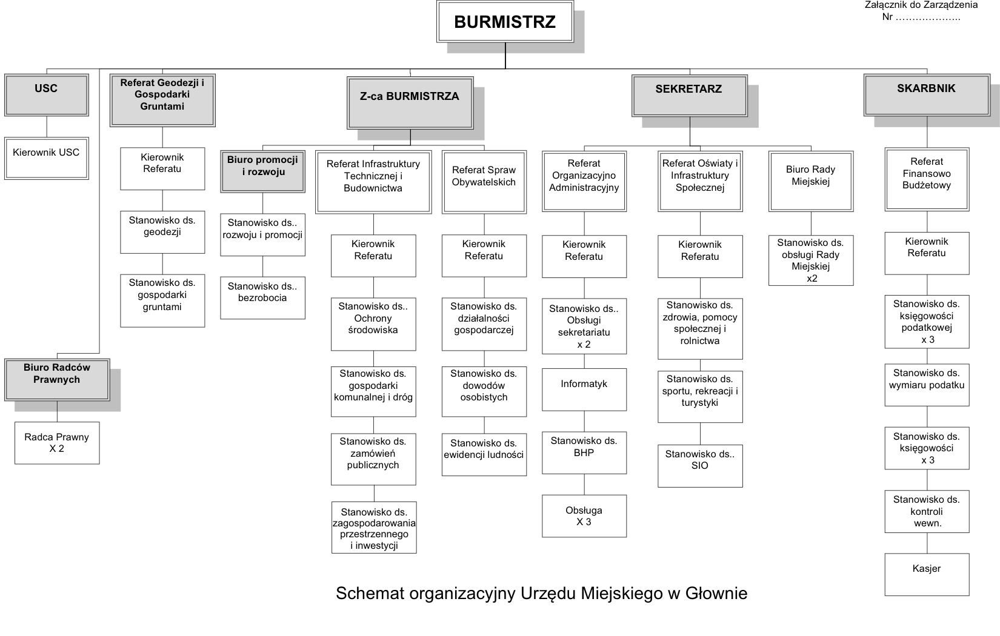 Załącznik do Zarządzenia
Nr ………………..
BURMISTRZ
USC
Kierownik USC
Biuro Radców
Prawnych
Radca Prawny
X 2
Referat Geodezji i
Gospodarki
Gruntami
Kierownik
Referatu
Stanowisko ds.
geodezji
Stanowisko ds.
gospodarki
gruntami
Z-ca BURMISTRZA
Biuro promocji
i rozwoju
Stanowisko ds..
rozwoju i promocji
Stanowisko ds..
bezrobocia
Referat Infrastruktury
Technicznej i
Budownictwa
Kierownik
Referatu
Stanowisko ds..
Ochrony
środowiska
Stanowisko ds.
gospodarki
komunalnej i dróg
Stanowisko ds.
zamówień
publicznych
Stanowisko ds.
zagospodarowania
przestrzennego
i inwestycji
Referat Spraw
Obywatelskich
Kierownik
Referatu
Stanowisko ds.
działalności
gospodarczej
Stanowisko ds.
dowodów
osobistych
Stanowisko ds.
ewidencji ludności
SEKRETARZ
Referat
Organizacyjno
Administracyjny
Kierownik
Referatu
Stanowisko ds..
Obsługi
sekretariatu
x 2
Informatyk
Stanowisko ds.
BHP
Obsługa
X 3
Referat Oświaty i
Infrastruktury
Społecznej
Kierownik
Referatu
Stanowisko ds.
zdrowia, pomocy
społecznej i
rolnictwa
Stanowisko ds.
sportu, rekreacji i
turystyki
Stanowisko ds..
SIO
Biuro Rady
Miejskiej
Stanowisko ds.
obsługi Rady
Miejskiej
x2
SKARBNIK
Referat
Finansowo
Budżetowy
Kierownik
Referatu
Stanowisko ds.
księgowości
podatkowej
x 3
Stanowisko ds.
wymiaru podatku
Stanowisko ds.
księgowości
x 3
Stanowisko ds.
kontroli
wewn.
Kasjer
Schemat organizacyjny Urzędu Miejskiego w Głownie